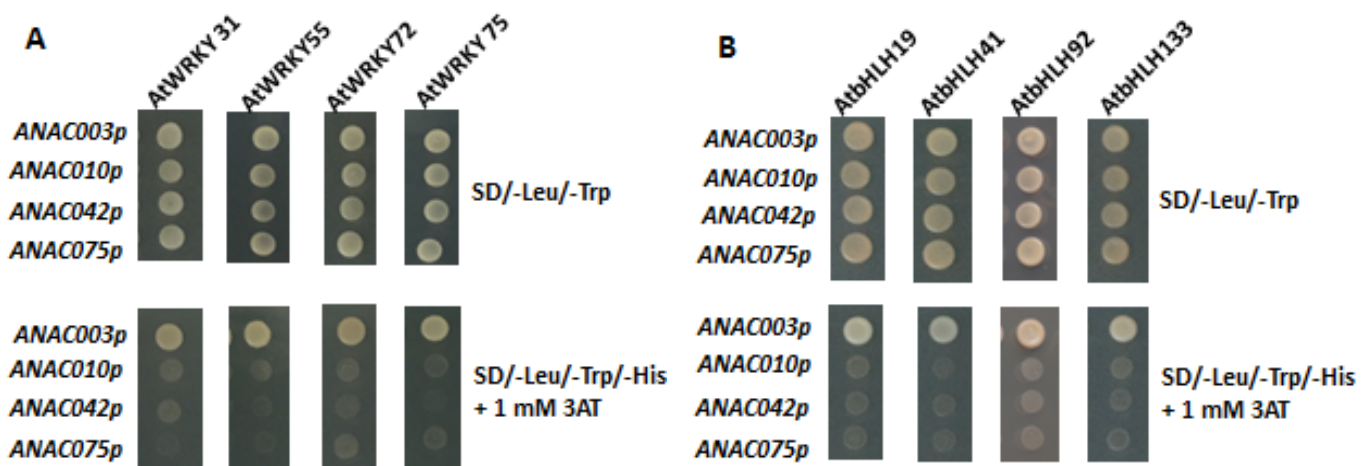 A
AtWRKY 31
AtWRKY55
AtWRKY72
AtWRKY 75
ANAC003p
ANAC010p
ANAC042p
ANAC075p
SD/-Leu/-Trp
ANAC003p
ANAC010p
ANAC042p
ANAC075p
SD/-Leu/-Trp/-His
+ 1 mM 3AT
B
AtbHLH19
AtbHLH41
AtbHLH92
AtbHLH133
ANAC003p
ANAC010p
ANAC042p
ANAC075p
SD/-Leu/-Trp
ANAC003p
ANAC010p
ANAC042p
ANAC075p
SD/-Leu/-Trp/-His
+ 1 mM 3AT